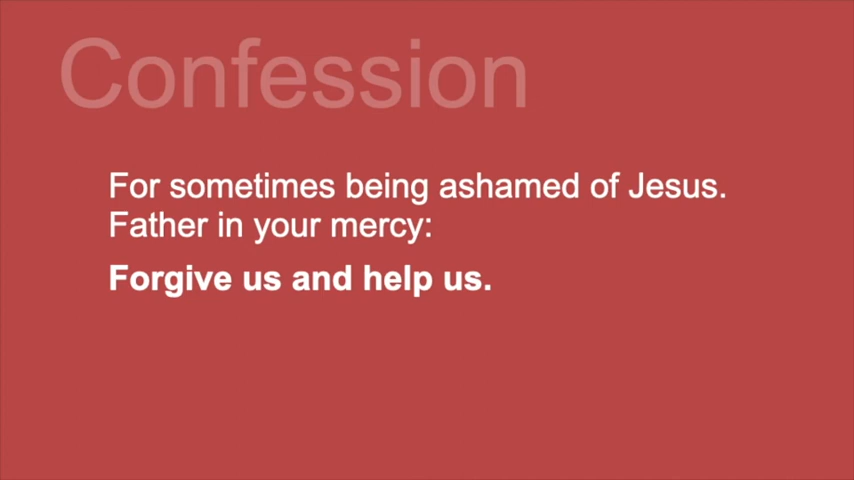 Confession
For sometimes being ashamed of Jesus.
Father in your mercy:
Forgive us and help us.